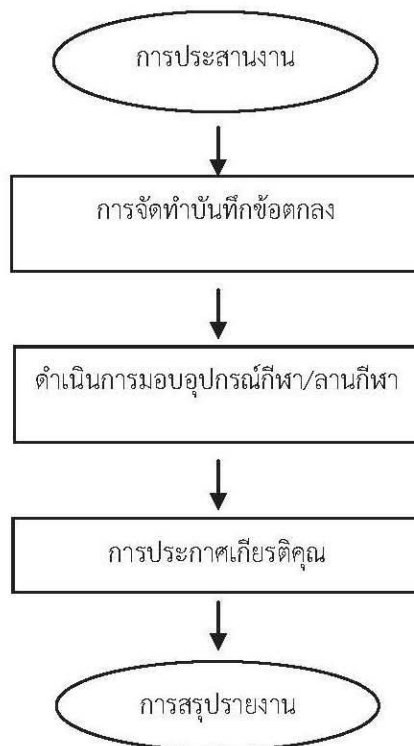 การประสานงาน
การจัดทำบันทึกข้อตกลง
ดำเนินการมอบอุปกรณ์กีฬา/ลานกีฬา
การประกาศเกียรติคุณ
การสรุปรายงาน